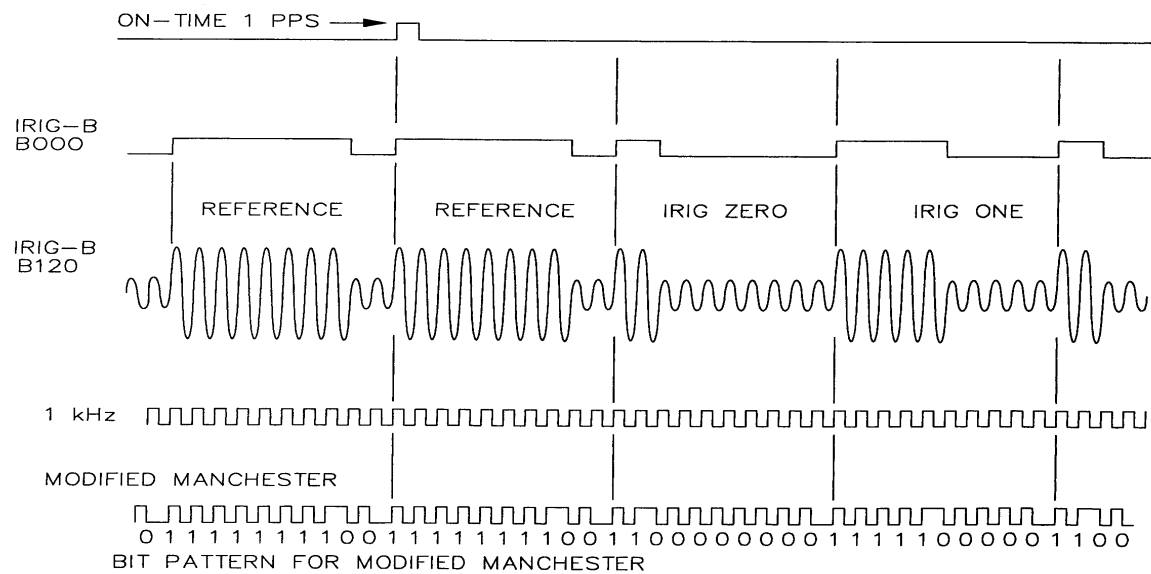 ON-TIME 1 PPS
IRIG-B
B000
REFERENCE REFERENCE IRIG ZERO IRIG ONE
IRIG-B
B120
1 kHz
MODIFIED MANCHESTER
0 1 1 1 1 1 1 1 1 0 0 1 1 1 1 1 1 1 1 0 0 1 1 0 0 0 0 0 0 0 0 1 1 1 1 1 0 0 0 0 0 1 1 0 0
BIT PATTERN FOR MODIFIED MANCHESTER